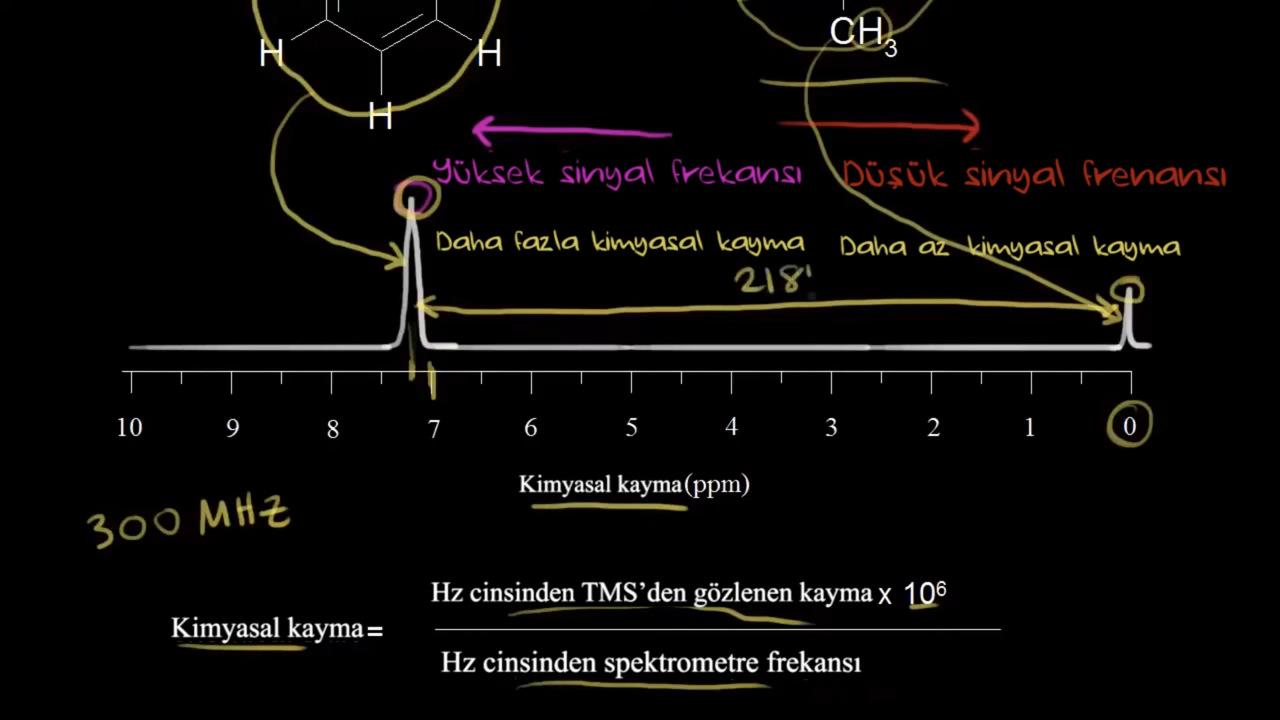 H H
H
CH3
Yüksek sinyal frekansı Düşük sinyal frenansı
Daha fazla kimyasal kayma Daha az kimyasal kayma
218
10 9 8 7 6 5 4 3 2 1 0
Kimyasal kayma (ppm)
300 MHZ
Hz cinsinden TMS’den gözlenen kayma x 10⁶
Kimyasal kayma=
Hz cinsinden spektrometre frekansı